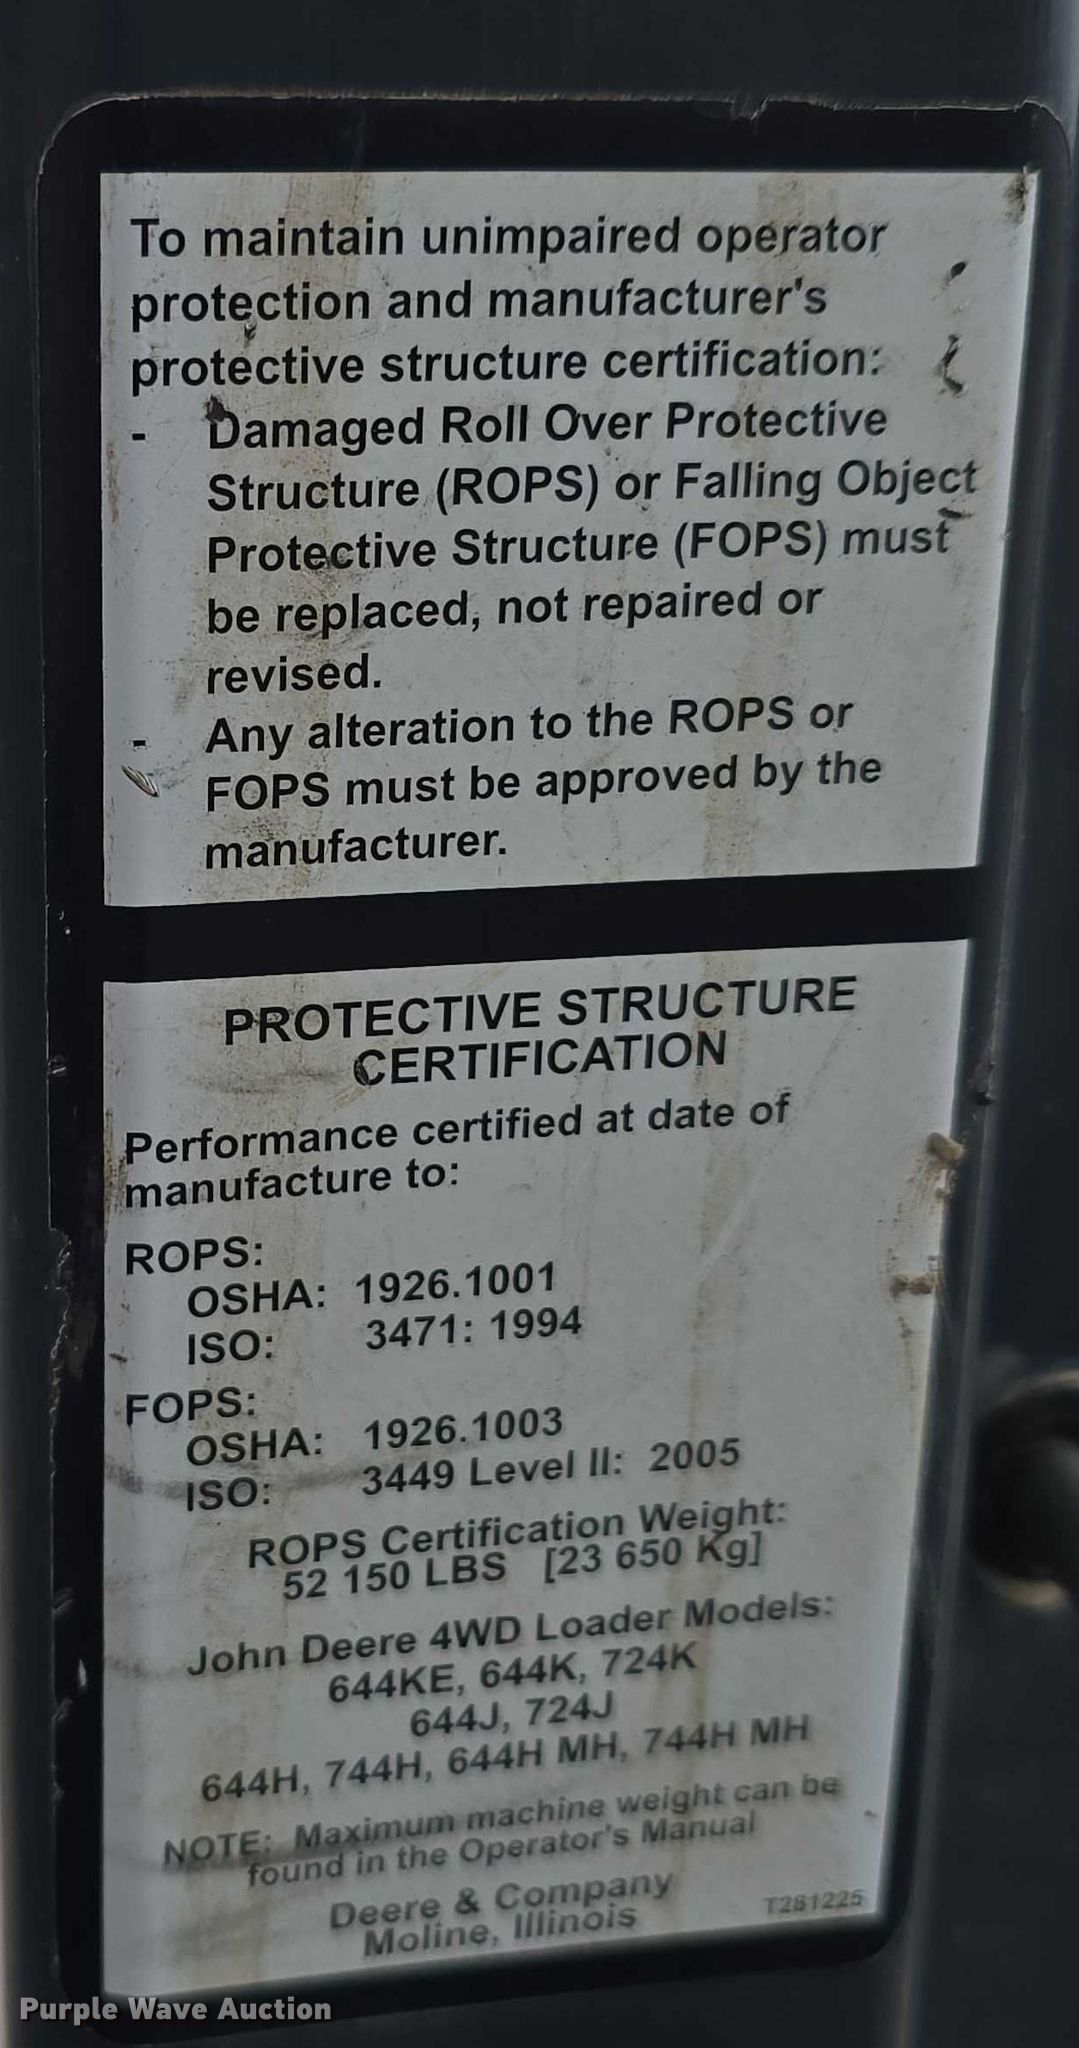 To maintain unimpaired operator
protection and manufacturer's
protective structure certification:
- Damaged Roll Over Protective
Structure (ROPS) or Falling Object
Protective Structure (FOPS) must
be replaced, not repaired or
revised.
- Any alteration to the ROPS or
FOPS must be approved by the
manufacturer.
PROTECTIVE STRUCTURE
CERTIFICATION
Performance certified at date of
manufacture to:
ROPS:
OSHA: 1926.1001
ISO: 3471: 1994
FOPS:
OSHA: 1926.1003
ISO: 3449 Level II: 2005
ROPS Certification Weight:
52 150 LBS [23 650 Kg]
John Deere 4WD Loader Models:
644KE, 644K, 724K
644J, 724J
644H, 744H, 644H MH, 744H MH
NOTE: Maximum machine weight can be
found in the Operator's Manual
Deere & Company
Moline, Illinois
T281225
Purple Wave Auction